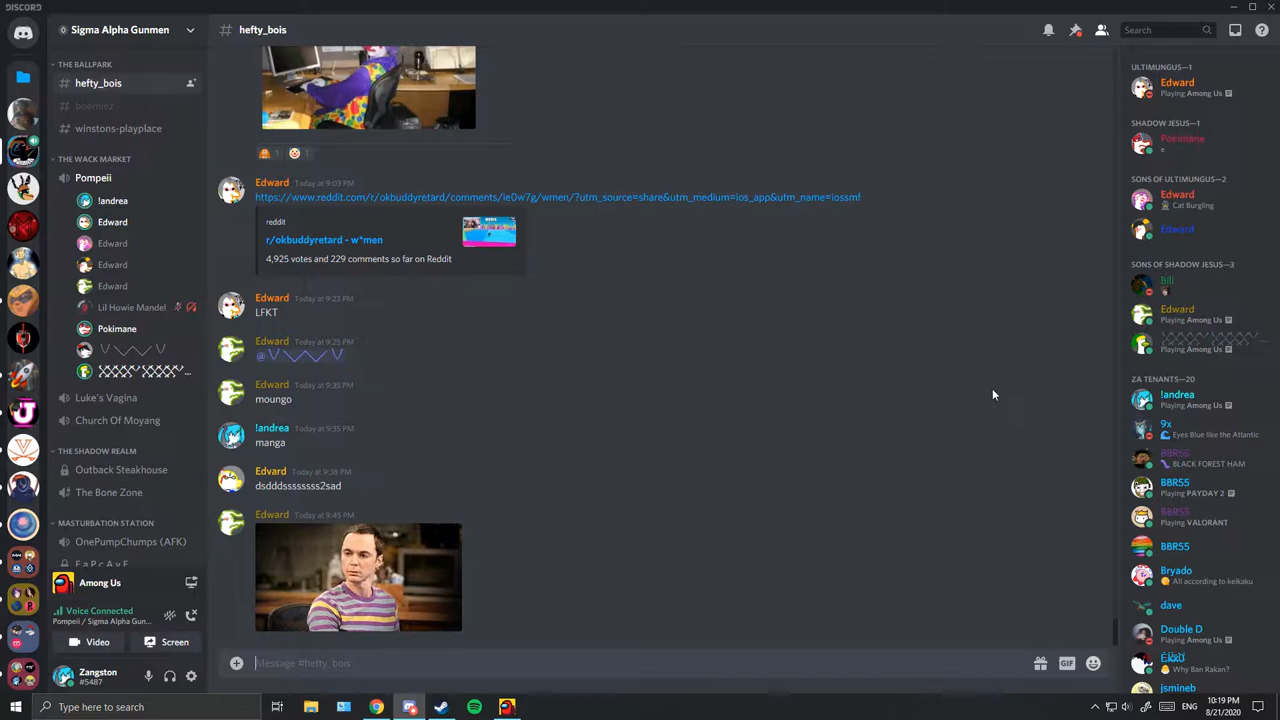 DISCORD
Sigma Alpha Gunmen
# hefty_bois
Search
THE BALLPARK
# hefty_bois
# boomiez
# winstons-playplace
THE WACK MARKET
Pompeii
!andrea
Edward
Edward
Edward
Edward
Lil Howie Mandel
Pokimane
Luke's Vagina
Church Of Moyang
THE SHADOW REALM
Outback Steakhouse
The Bone Zone
MASTURBATION STATION
OnePumpChumps (AFK)
F a P C A V E
Among Us
Voice Connected
Pompeii / Sigma Alpha Gun...
Video
Screen
Zangston
#5487
1
1
Edward Today at 9:03 PM
https://www.reddit.com/r/okbuddyretard/comments/ie0w7g/wmen/?utm_source=share&utm_medium=ios_app&utm_name=iossmf
reddit
r/okbuddyretard - w*men
4,925 votes and 229 comments so far on Reddit
Edward Today at 9:23 PM
LFKT
Edward Today at 9:25 PM
Edward Today at 9:35 PM
moungo
!andrea Today at 9:35 PM
manga
Edvard Today at 9:38 PM
dsdddssssssss2sad
Edward Today at 9:45 PM
Message #hefty_bois
GIF
ULTIMUNGUS—1
Edward
Playing Among Us
SHADOW JESUS—1
Pokimane
e
SONS OF ULTIMUNGUS—2
Edward
Cat Burgling
Edward
SONS OF SHADOW JESUS—3
Bill
Edward
Playing Among Us
Playing Among Us
ZA TENANTS—20
!andrea
Playing Among Us
9x
Eyes Blue like the Atlantic
BBR55
BLACK FOREST HAM
BBR55
Playing PAYDAY 2
BBR55
Playing VALORANT
BBR55
Bryado
All according to keikaku
dave
Double D
Playing Among Us
Why Ban Rakan?
jsmineb
Type here to search
ENG
10:19 PM
8/21/2020